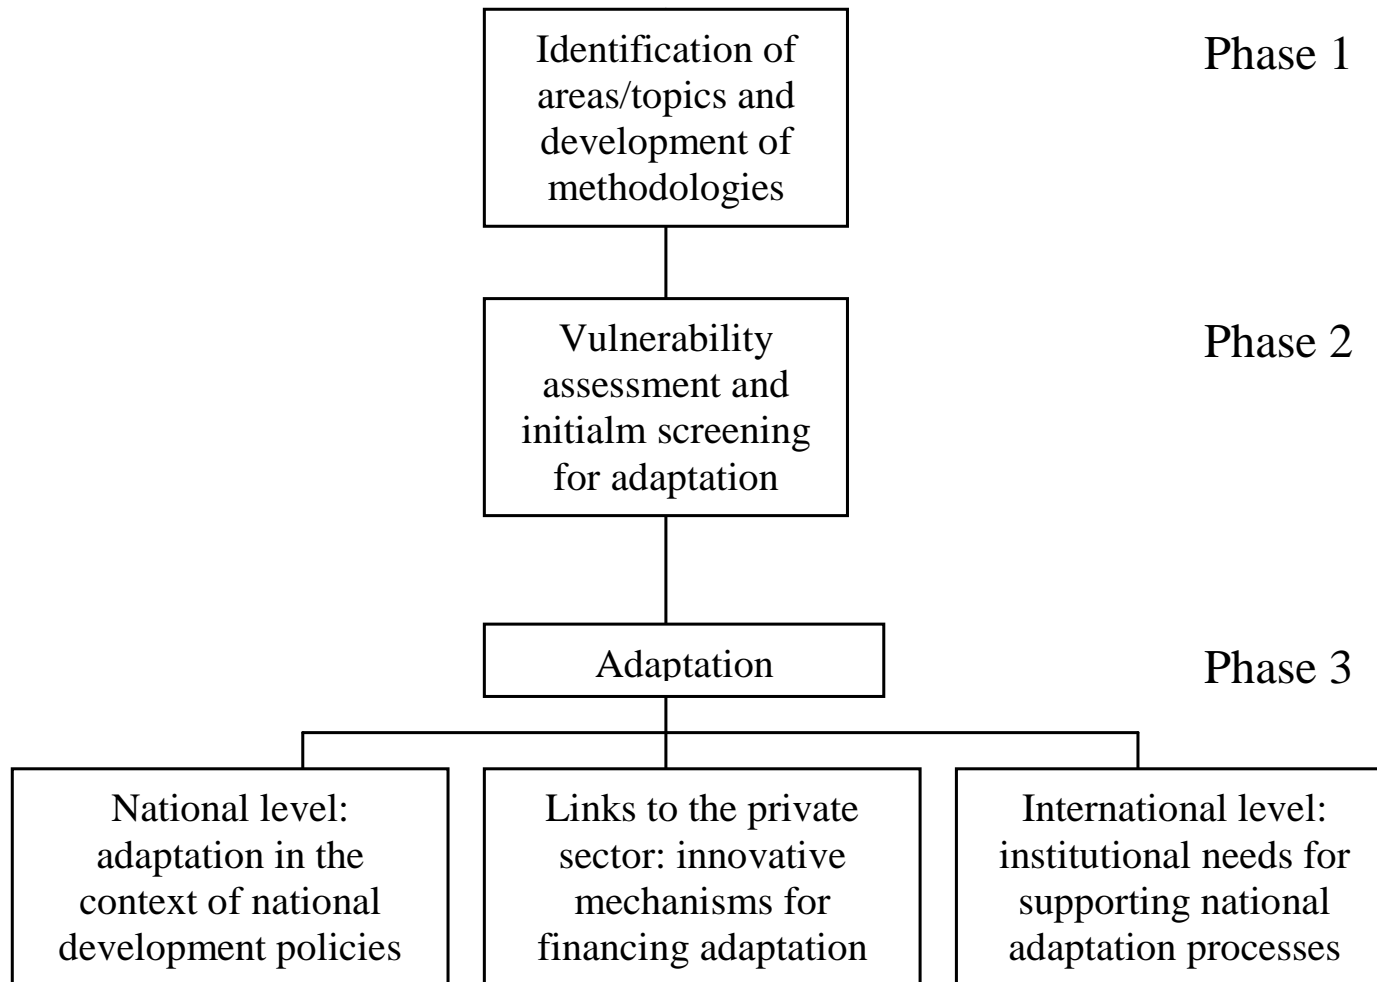 Identification of
areas/topics and
development of
methodologies
Phase 1
Vulnerability
assessment and
initialm screening
for adaptation
Phase 2
Adaptation
Phase 3
National level:
adaptation in the
context of national
development policies
Links to the private
sector: innovative
mechanisms for
financing adaptation
International level:
institutional needs for
supporting national
adaptation processes